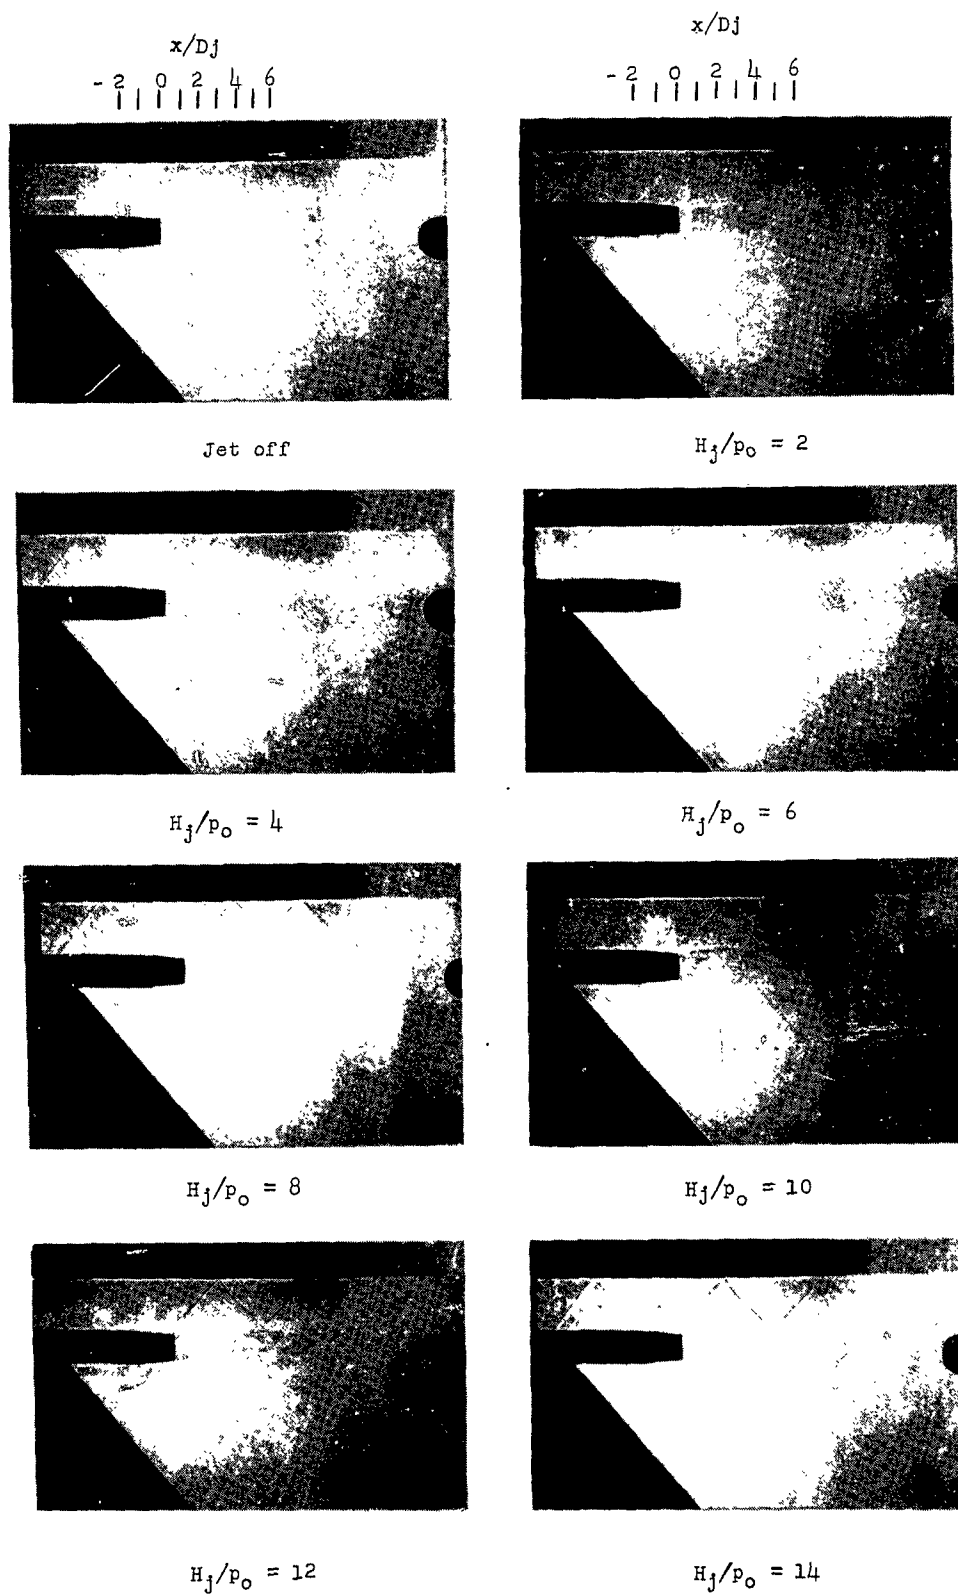 x/Dj
x/Dj
- 2 0 2 4 6
- 2 0 2 4 6
Jet off
Hj/po = 2
Hj/po = 4
Hj/po = 6
Hj/po = 8
Hj/po = 10
Hj/po = 12
Hj/po = 14